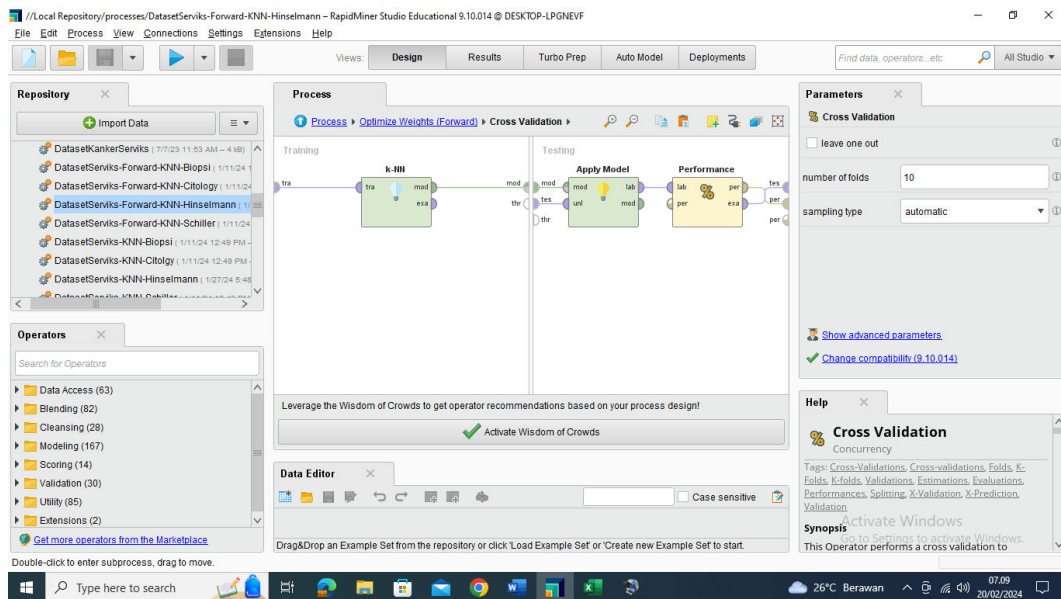 //Local Repository/processes/DatasetServiks-Forward-KNN-Hinselmann – RapidMiner Studio Educational 9.10.014 @ DESKTOP-LPGNEVF
File Edit Process View Connections Settings Extensions Help
Views: Design Results Turbo Prep Auto Model Deployments Find data, operators...etc All Studio
Repository
Import Data
DatasetKankerServiks ( 7/7/23 11:53 AM – 4 kB)
DatasetServiks-Forward-KNN-Biopsi ( 1/11/24 1
DatasetServiks-Forward-KNN-Citology ( 1/11/24
DatasetServiks-Forward-KNN-Hinselmann ( 1/
DatasetServiks-Forward-KNN-Schiller ( 1/11/24
DatasetServiks-KNN-Biopsi ( 1/11/24 12:49 PM –
DatasetServiks-KNN-Citolgy ( 1/11/24 12:49 PM -
DatasetServiks-KNN-Hinselmann ( 1/27/24 5:48
Operators
Search for Operators
Data Access (63)
Blending (82)
Cleansing (28)
Modeling (167)
Scoring (14)
Validation (30)
Utility (85)
Extensions (2)
Get more operators from the Marketplace
Double-click to enter subprocess, drag to move.
Process
Process Optimize Weights (Forward) Cross Validation
Training
Testing
k-NN
Apply Model
Performance
tra tra mod mod
exa thr
mod mod lab lab per tes
tes unl mod per exa per
thr per
Leverage the Wisdom of Crowds to get operator recommendations based on your process design!
Activate Wisdom of Crowds
Data Editor
Case sensitive
Drag&Drop an Example Set from the repository or click 'Load Example Set' or 'Create new Example Set' to start.
Parameters
Cross Validation
leave one out
number of folds 10
sampling type automatic
Show advanced parameters
Change compatibility (9.10.014)
Help
Cross Validation
Concurrency
Tags: Cross-Validations, Cross-validations, Folds, K-
Folds, K-folds, Validations, Estimations, Evaluations,
Performances, Splitting, X-Validation, X-Prediction,
Validation
Synopsis
This Operator performs a cross validation to
Activate Windows
Go to Settings to activate Windows.
Type here to search
26°C Berawan
07.09
20/02/2024